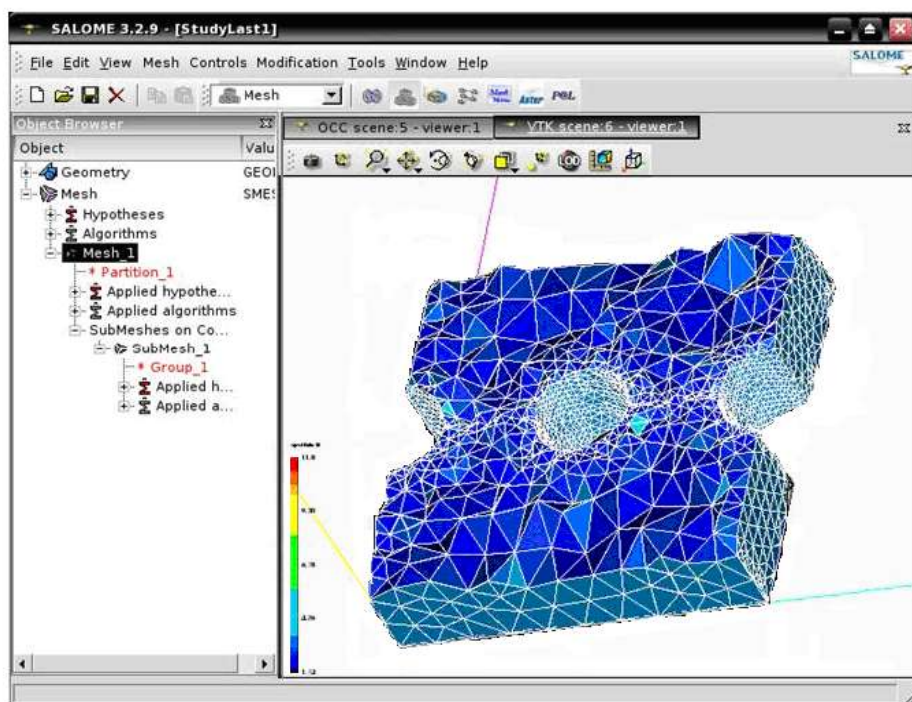 SALOME 3.2.9 - [StudyLast1]
File Edit View Mesh Controls Modification Tools Window Help
SALOME
Mesh
Aster PGL
Object Browser
OCC scene:5 - viewer:1
VTK scene:6 - viewer:1
Object Valu
Geometry GEOI
LOD
Mesh SMES
Hypotheses
Algorithms
Mesh_1
* Partition_1
Applied hypothe...
Applied algorithms
SubMeshes on Co...
SubMesh_1
* Group_1
Applied h...
Applied a...